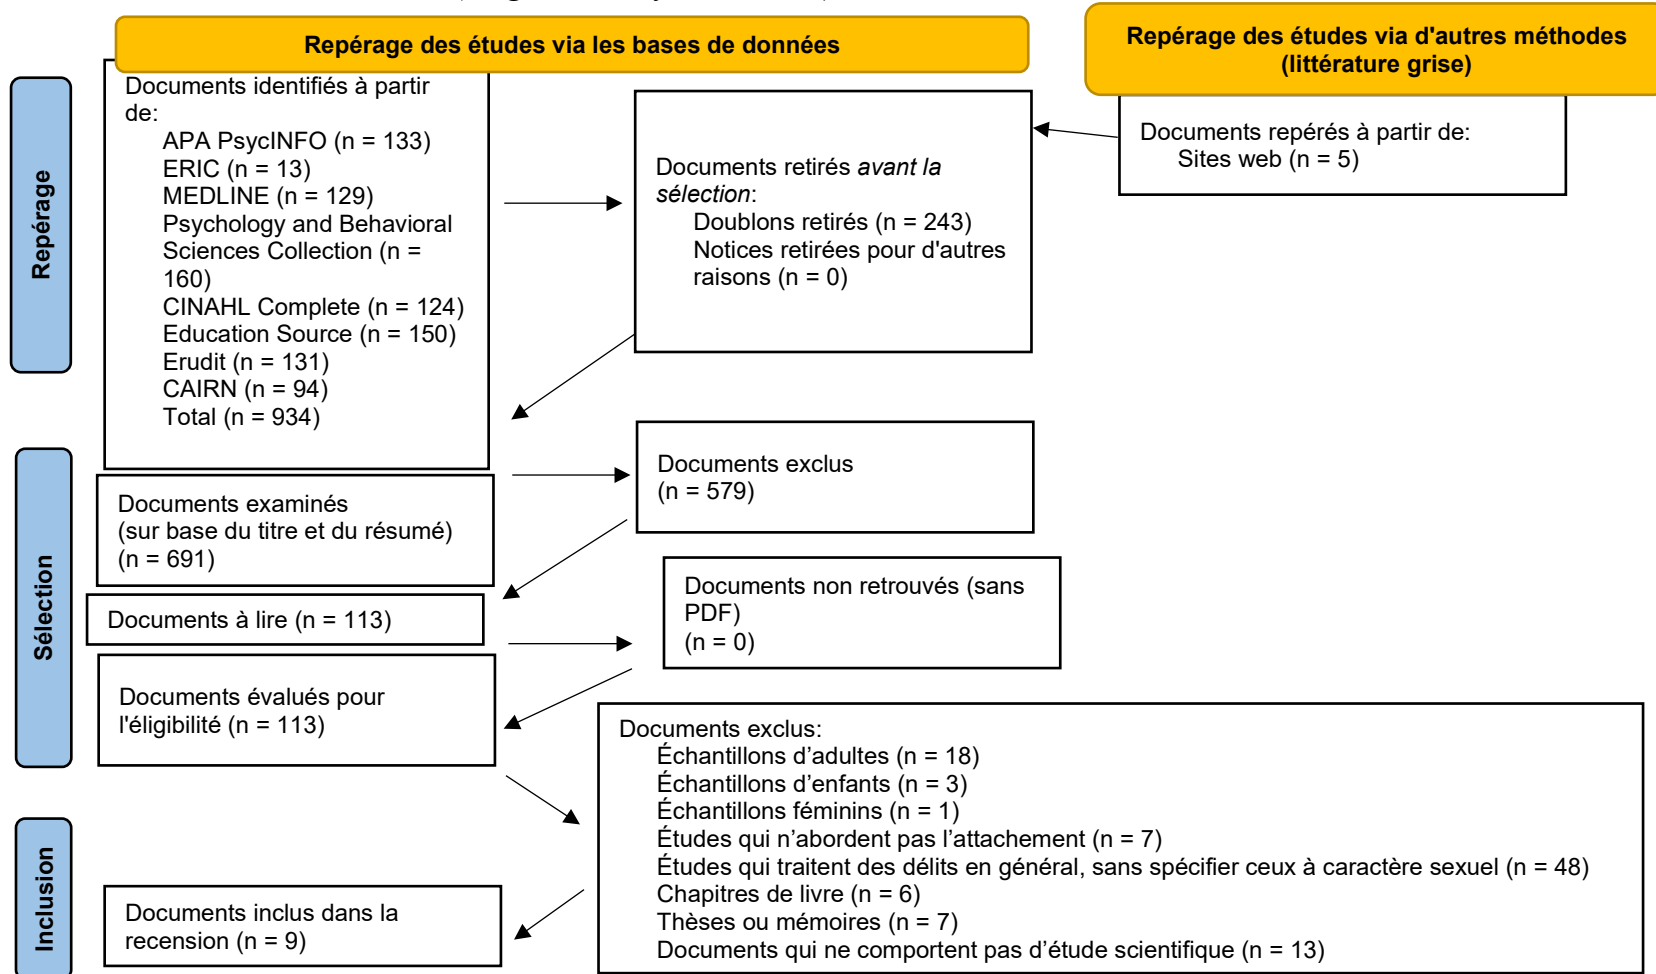 Repérage des études via les bases de données
Repérage des études via d'autres méthodes
(littérature grise)
Repérage
Documents identifiés à partir
de:
APA PsycINFO (n = 133)
ERIC (n = 13)
MEDLINE (n = 129)
Psychology and Behavioral
Sciences Collection (n =
160)
CINAHL Complete (n = 124)
Education Source (n = 150)
Erudit (n = 131)
CAIRN (n = 94)
Total (n = 934)
Documents retirés avant la
sélection:
Doublons retirés (n = 243)
Notices retirées pour d'autres
raisons (n = 0)
Documents repérés à partir de:
Sites web (n = 5)
Sélection
Documents examinés
(sur base du titre et du résumé)
(n = 691)
Documents exclus
(n = 579)
Documents à lire (n = 113)
Documents non retrouvés (sans
PDF)
(n = 0)
Documents évalués pour
l'éligibilité (n = 113)
Documents exclus:
Échantillons d’adultes (n = 18)
Échantillons d’enfants (n = 3)
Échantillons féminins (n = 1)
Études qui n’abordent pas l’attachement (n = 7)
Études qui traitent des délits en général, sans spécifier ceux à caractère sexuel (n = 48)
Chapitres de livre (n = 6)
Thèses ou mémoires (n = 7)
Documents qui ne comportent pas d’étude scientifique (n = 13)
Inclusion
Documents inclus dans la
recension (n = 9)